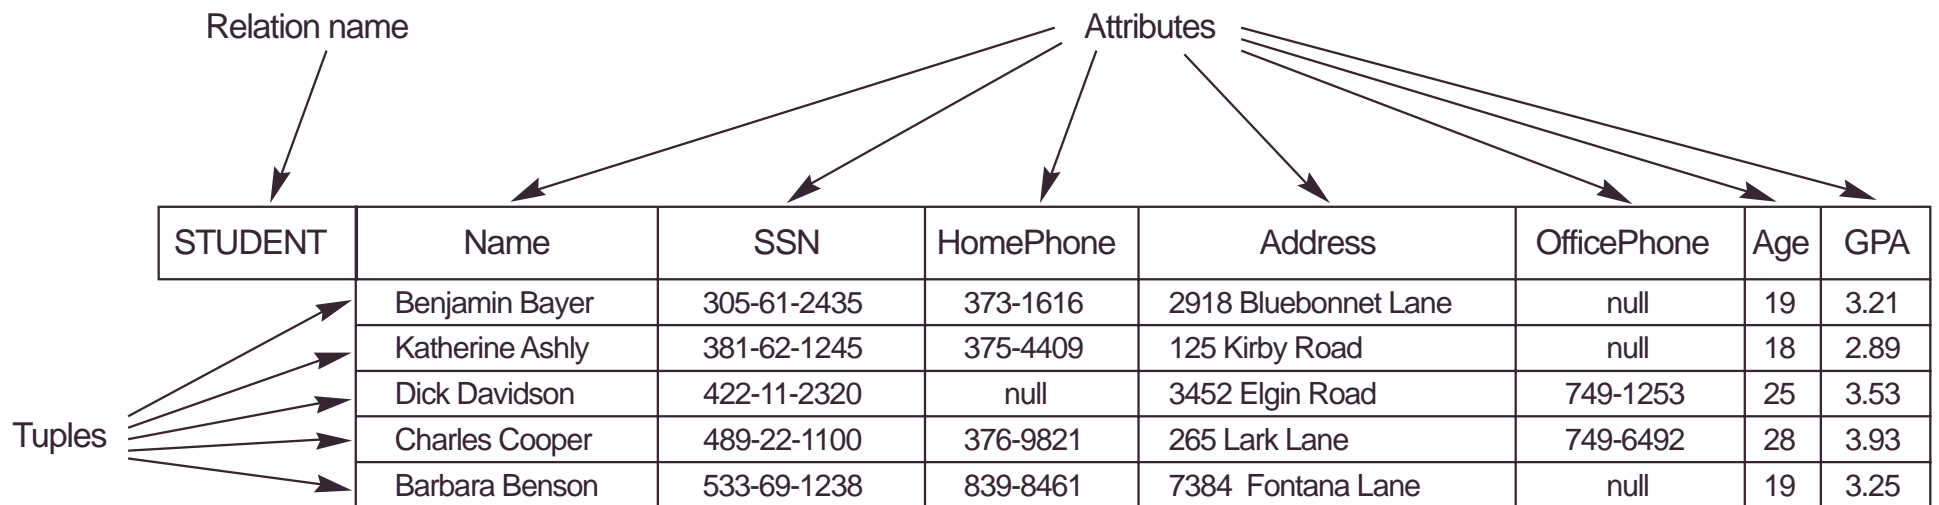 Relation name Attributes
STUDENT Name SSN HomePhone Address OfficePhone Age GPA
Benjamin Bayer 305-61-2435 373-1616 2918 Bluebonnet Lane null 19 3.21
Katherine Ashly 381-62-1245 375-4409 125 Kirby Road null 18 2.89
Dick Davidson 422-11-2320 null 3452 Elgin Road 749-1253 25 3.53
Tuples Charles Cooper 489-22-1100 376-9821 265 Lark Lane 749-6492 28 3.93
Barbara Benson 533-69-1238 839-8461 7384 Fontana Lane null 19 3.25